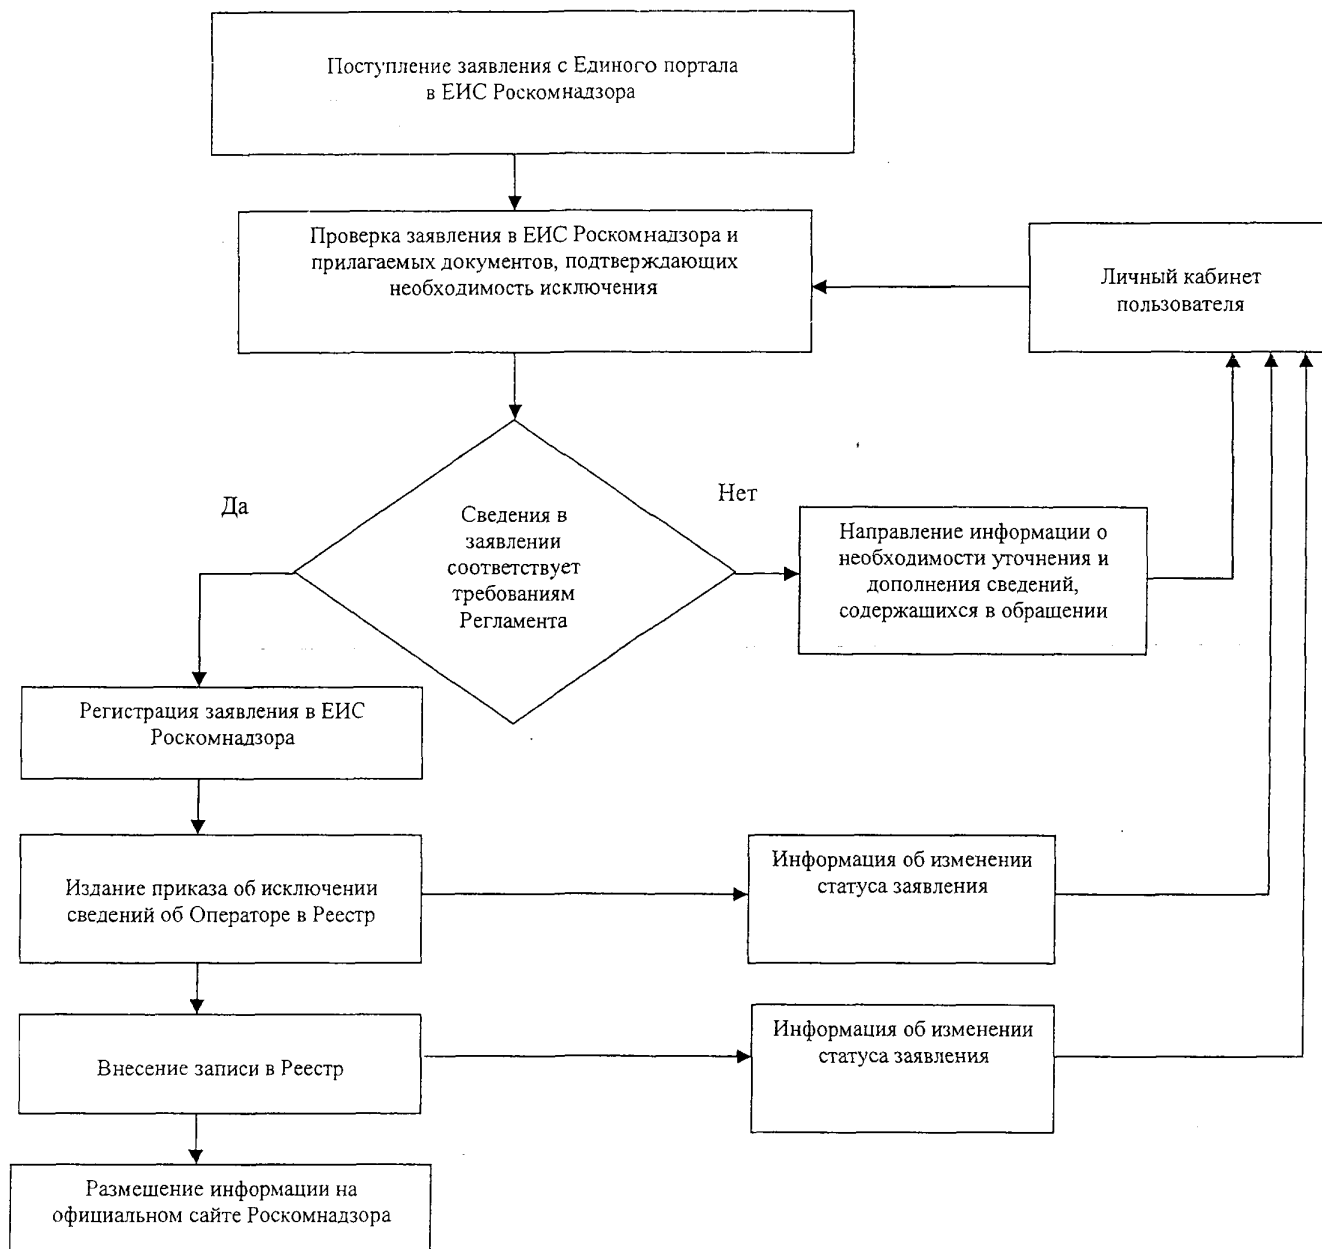 Поступление заявления с Единого портала
в ЕИС Роскомнадзора
Проверка заявления в ЕИС Роскомнадзора и
прилагаемых документов, подтверждающих
необходимость исключения
Личный кабинет
пользователя
Да
Нет
Сведения в
заявлении
соответствует
требованиям
Регламента
Направление информации о
необходимости уточнения и
дополнения сведений,
содержащихся в обращении
Регистрация заявления в ЕИС
Роскомнадзора
Издание приказа об исключении
сведений об Операторе в Реестр
Информация об изменении
статуса заявления
Внесение записи в Реестр
Информация об изменении
статуса заявления
Размещение информации на
официальном сайте Роскомнадзора